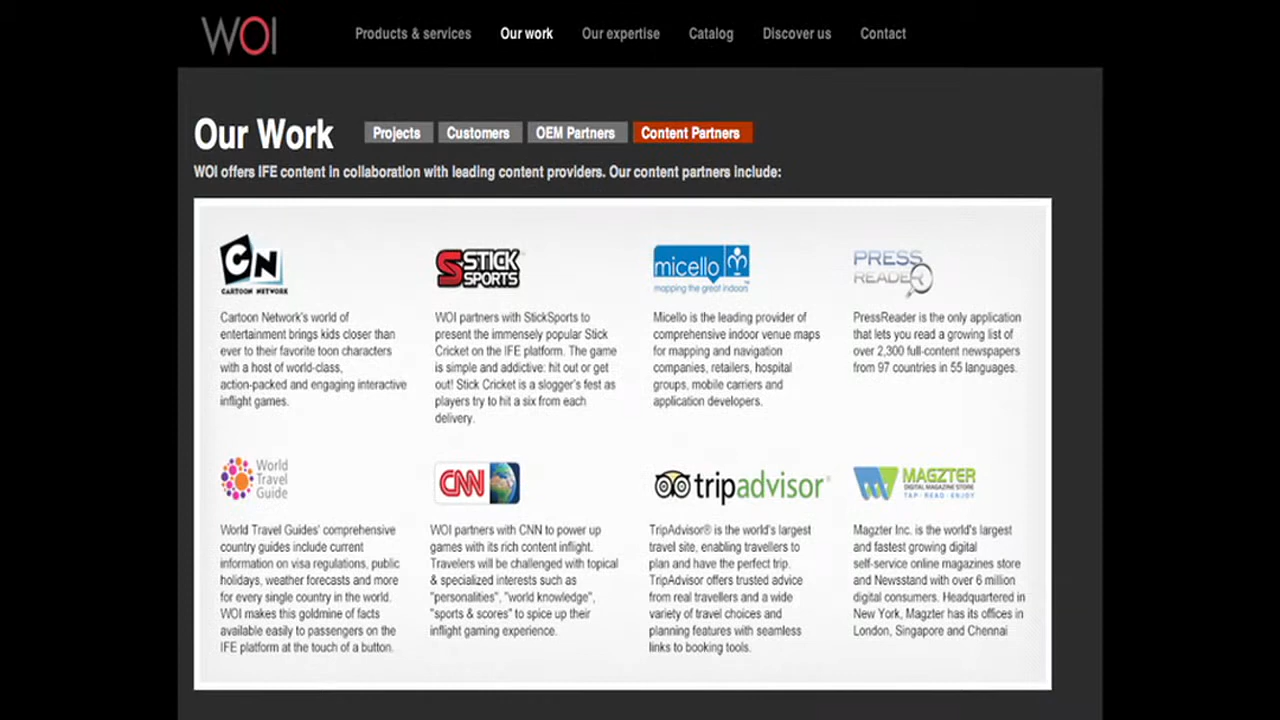 WOI
Products & services
Our work
Our expertise
Catalog
Discover us
Contact
Our Work
Projects
Customers
OEM Partners
Content Partners
WOI offers IFE content in collaboration with leading content providers. Our content partners include:
CN
CARTOON NETWORK
Cartoon Network's world of
entertainment brings kids closer than
ever to their favorite toon characters
with a host of world-class,
action-packed and engaging interactive
inflight games.
STICK
SPORTS
WOI partners with StickSports to
present the immensely popular Stick
Cricket on the IFE platform. The game
is simple and addictive: hit out or get
out! Stick Cricket is a slogger's fest as
players try to hit a six from each
delivery.
micello
mapping the great indoors
Micello is the leading provider of
comprehensive indoor venue maps
for mapping and navigation
companies, retailers, hospital
groups, mobile carriers and
application developers.
PRESS
READER
PressReader is the only application
that lets you read a growing list of
over 2,300 full-content newspapers
from 97 countries in 55 languages.
World
Travel
Guide
World Travel Guides' comprehensive
country guides include current
information on visa regulations, public
holidays, weather forecasts and more
for every single country in the world.
WOI makes this goldmine of facts
available easily to passengers on the
IFE platform at the touch of a button.
CNN
WOI partners with CNN to power up
games with its rich content inflight.
Travelers will be challenged with topical
& specialized interests such as
"personalities", "world knowledge",
"sports & scores" to spice up their
inflight gaming experience.
tripadvisor®
TripAdvisor® is the world's largest
travel site, enabling travellers to
plan and have the perfect trip.
TripAdvisor offers trusted advice
from real travellers and a wide
variety of travel choices and
planning features with seamless
links to booking tools.
MAGZTER
DIGITAL MAGAZINE STORE
TAP · READ · ENJOY
Magzter Inc. is the world's largest
and fastest growing digital
self-service online magazines store
and Newsstand with over 6 million
digital consumers. Headquartered in
New York, Magzter has its offices in
London, Singapore and Chennai